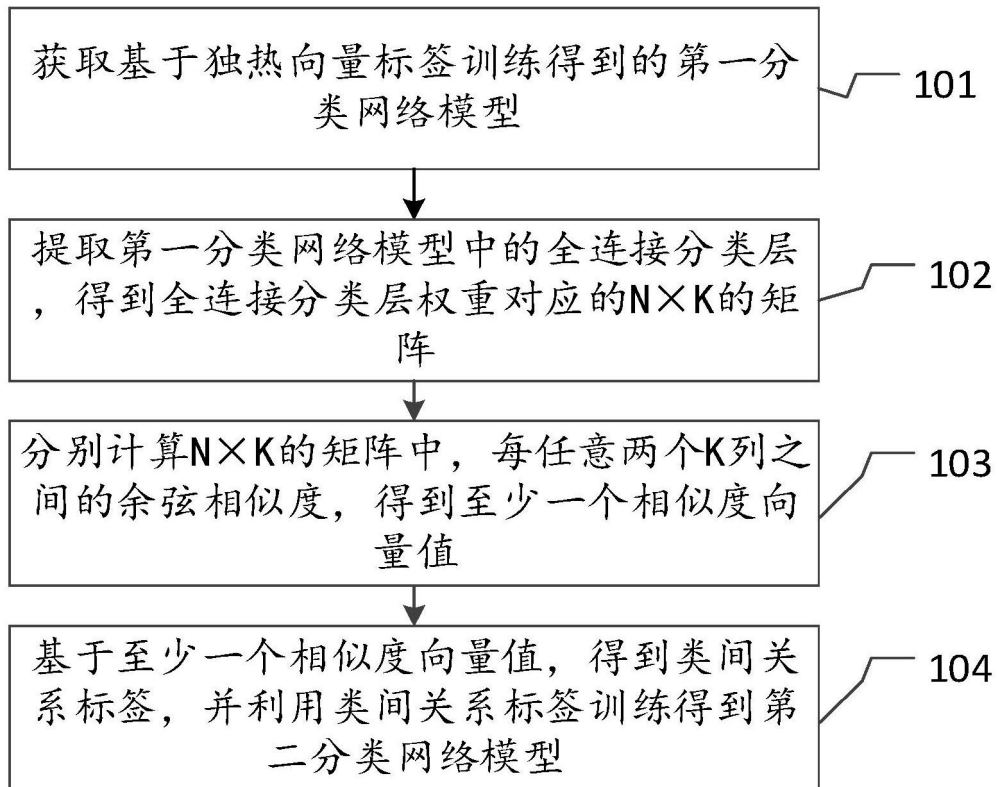 获取基于独热向量标签训练得到的第一分
类网络模型
101
提取第一分类网络模型中的全连接分类层
，得到全连接分类层权重对应的N×K的矩
阵
102
分别计算N×K的矩阵中，每任意两个K列之
间的余弦相似度，得到至少一个相似度向
量值
103
基于至少一个相似度向量值，得到类间关
系标签，并利用类间关系标签训练得到第
二分类网络模型
104